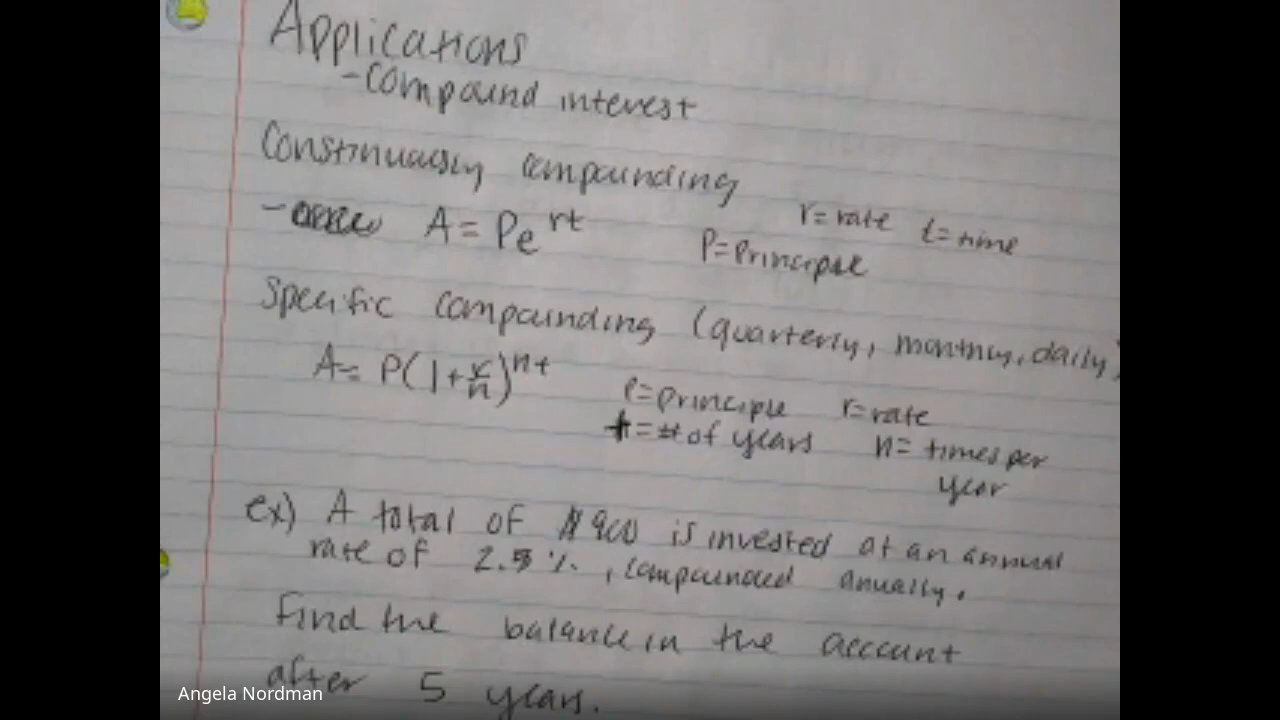 Applications
- Compound interest
Constinuously compounding
- A = Pe^rt r = rate t = time
P = Principle
Specific compounding (quarterly, monthly, daily)
A = P(1 + r/n)^nt
P = principle r = rate
t = # of years n = times per
year
ex) A total of $900 is invested at an annual
rate of 2.5%, compounded anually.
Find the balance in the account
after 5 years.
Angela Nordman